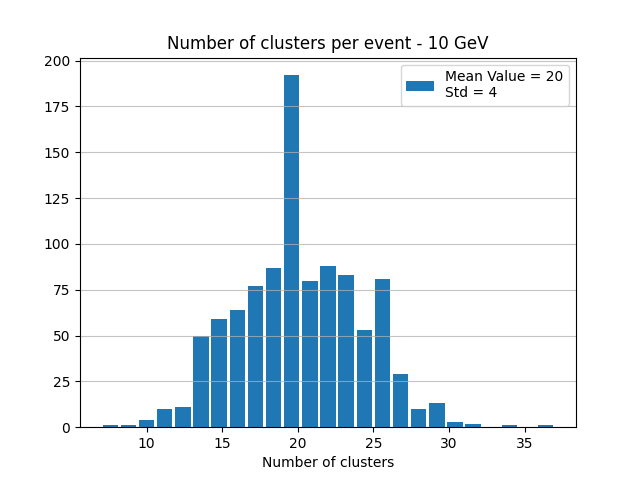 Number of clusters per event - 10 GeV
Mean Value = 20
Std = 4
200
175
150
125
100
75
50
25
0
10 15 20 25 30 35
Number of clusters